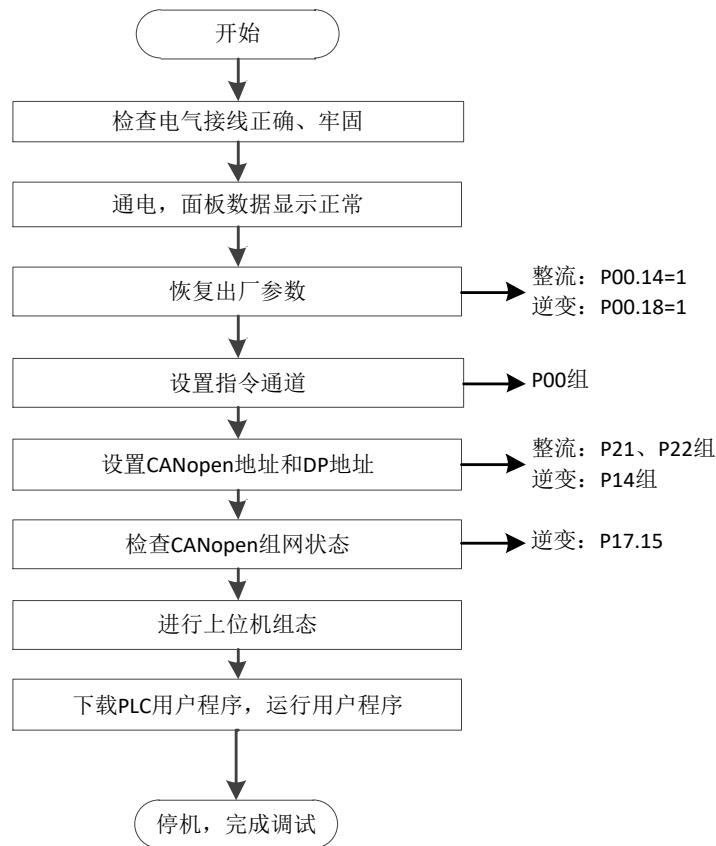 开始
检查电气接线正确、牢固
通电，面板数据显示正常
恢复出厂参数
整流：P00.14=1
逆变：P00.18=1
设置指令通道
P00组
设置CANopen地址和DP地址
整流：P21、P22组
逆变：P14组
检查CANopen组网状态
逆变：P17.15
进行上位机组态
下载PLC用户程序，运行用户程序
停机，完成调试